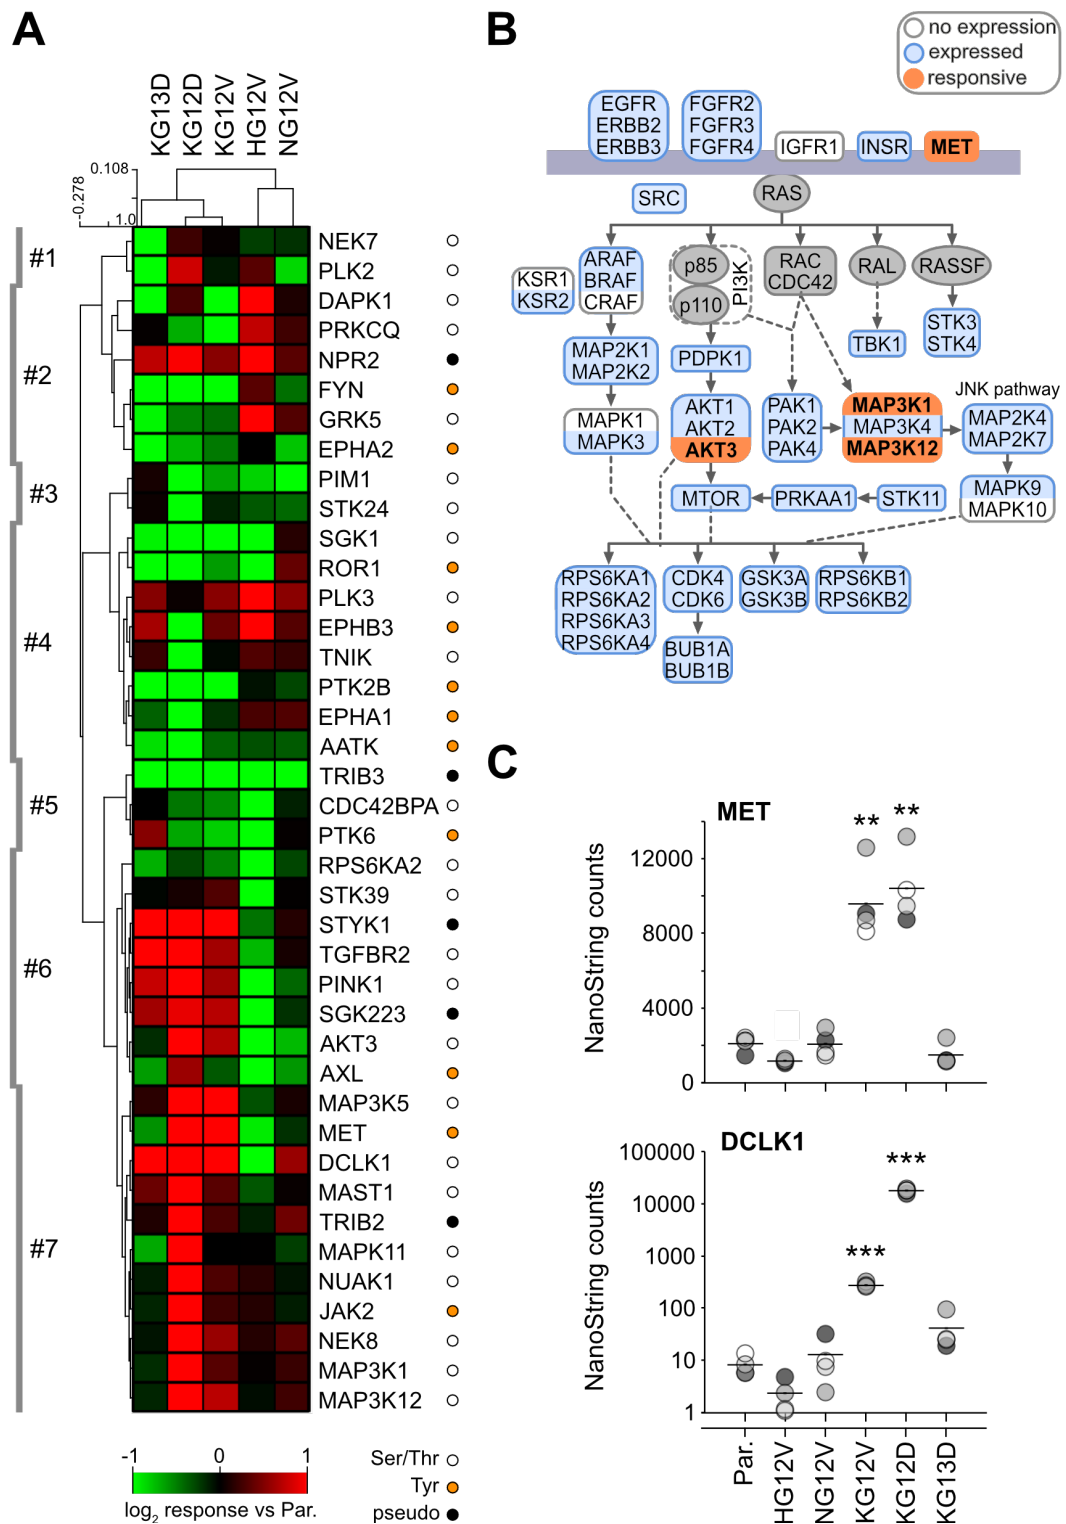 A
KG13D
KG12D
KG12V
HG12V
NG12V
0.108
-0.278
1.0
#1
#2
#3
#4
#5
#6
#7
NEK7
PLK2
DAPK1
PRKCQ
NPR2
FYN
GRK5
EPHA2
PIM1
STK24
SGK1
ROR1
PLK3
EPHB3
TNIK
PTK2B
EPHA1
AATK
TRIB3
CDC42BPA
PTK6
RPS6KA2
STK39
STYK1
TGFBR2
PINK1
SGK223
AKT3
AXL
MAP3K5
MET
DCLK1
MAST1
TRIB2
MAPK11
NUAK1
JAK2
NEK8
MAP3K1
MAP3K12
-1 0 1
log2 response vs Par.
Ser/Thr
Tyr
pseudo
B
no expression
expressed
responsive
EGFR
ERBB2
ERBB3
FGFR2
FGFR3
FGFR4
IGFR1
INSR
MET
SRC
RAS
KSR1
KSR2
ARAF
BRAF
CRAF
p85
p110
PI3K
RAC
CDC42
RAL
RASSF
MAP2K1
MAP2K2
PDPK1
TBK1
STK3
STK4
MAPK1
MAPK3
AKT1
AKT2
AKT3
PAK1
PAK2
PAK4
MAP3K1
MAP3K4
MAP3K12
JNK pathway
MAP2K4
MAP2K7
MTOR
PRKAA1
STK11
MAPK9
MAPK10
RPS6KA1
RPS6KA2
RPS6KA3
RPS6KA4
CDK4
CDK6
GSK3A
GSK3B
RPS6KB1
RPS6KB2
BUB1A
BUB1B
C
MET
NanoString counts
12000
8000
4000
0
** **
DCLK1
NanoString counts
100000
10000
1000
100
10
1
***
***
Par.
HG12V
NG12V
KG12V
KG12D
KG13D